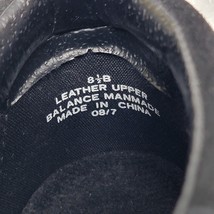 8½B
LEATHER UPPER
BALANCE MANMADE
MADE IN CHINA
08/7